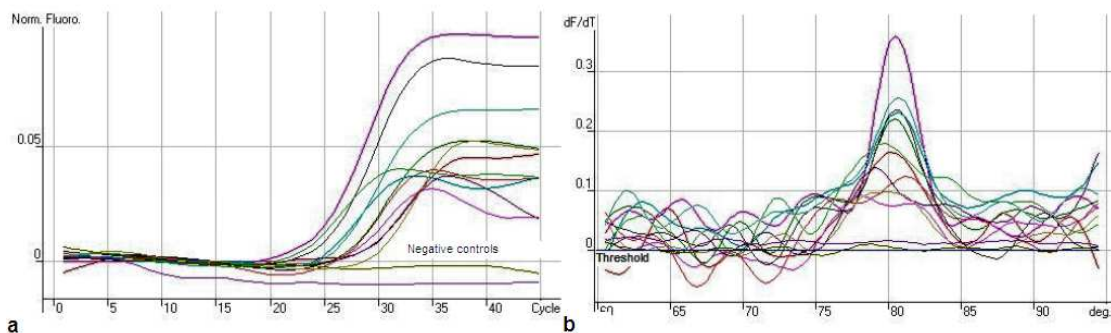 Norm. Fluoro.
0.05
0
Negative controls
0 5 10 15 20 25 30 35 40 Cycle
a
dF/dT
0.3
0.2
0.1
0
Threshold
65 70 75 80 85 90 deg.
b